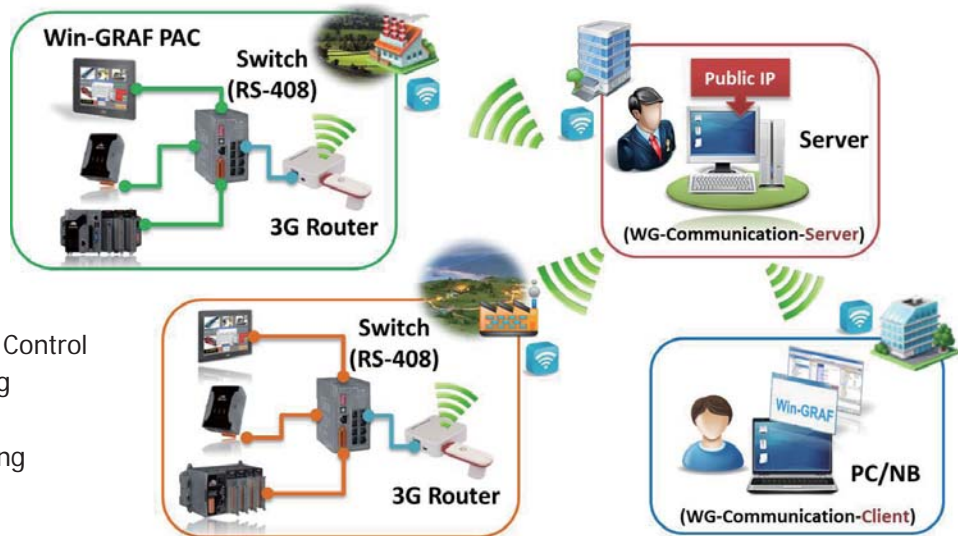 Win-GRAF PAC
Switch
(RS-408)
3G Router
Public IP
Server
(WG-Communication-Server)
Control
g
ng
Switch
(RS-408)
3G Router
Win-GRAF
PC/NB
(WG-Communication-Client)